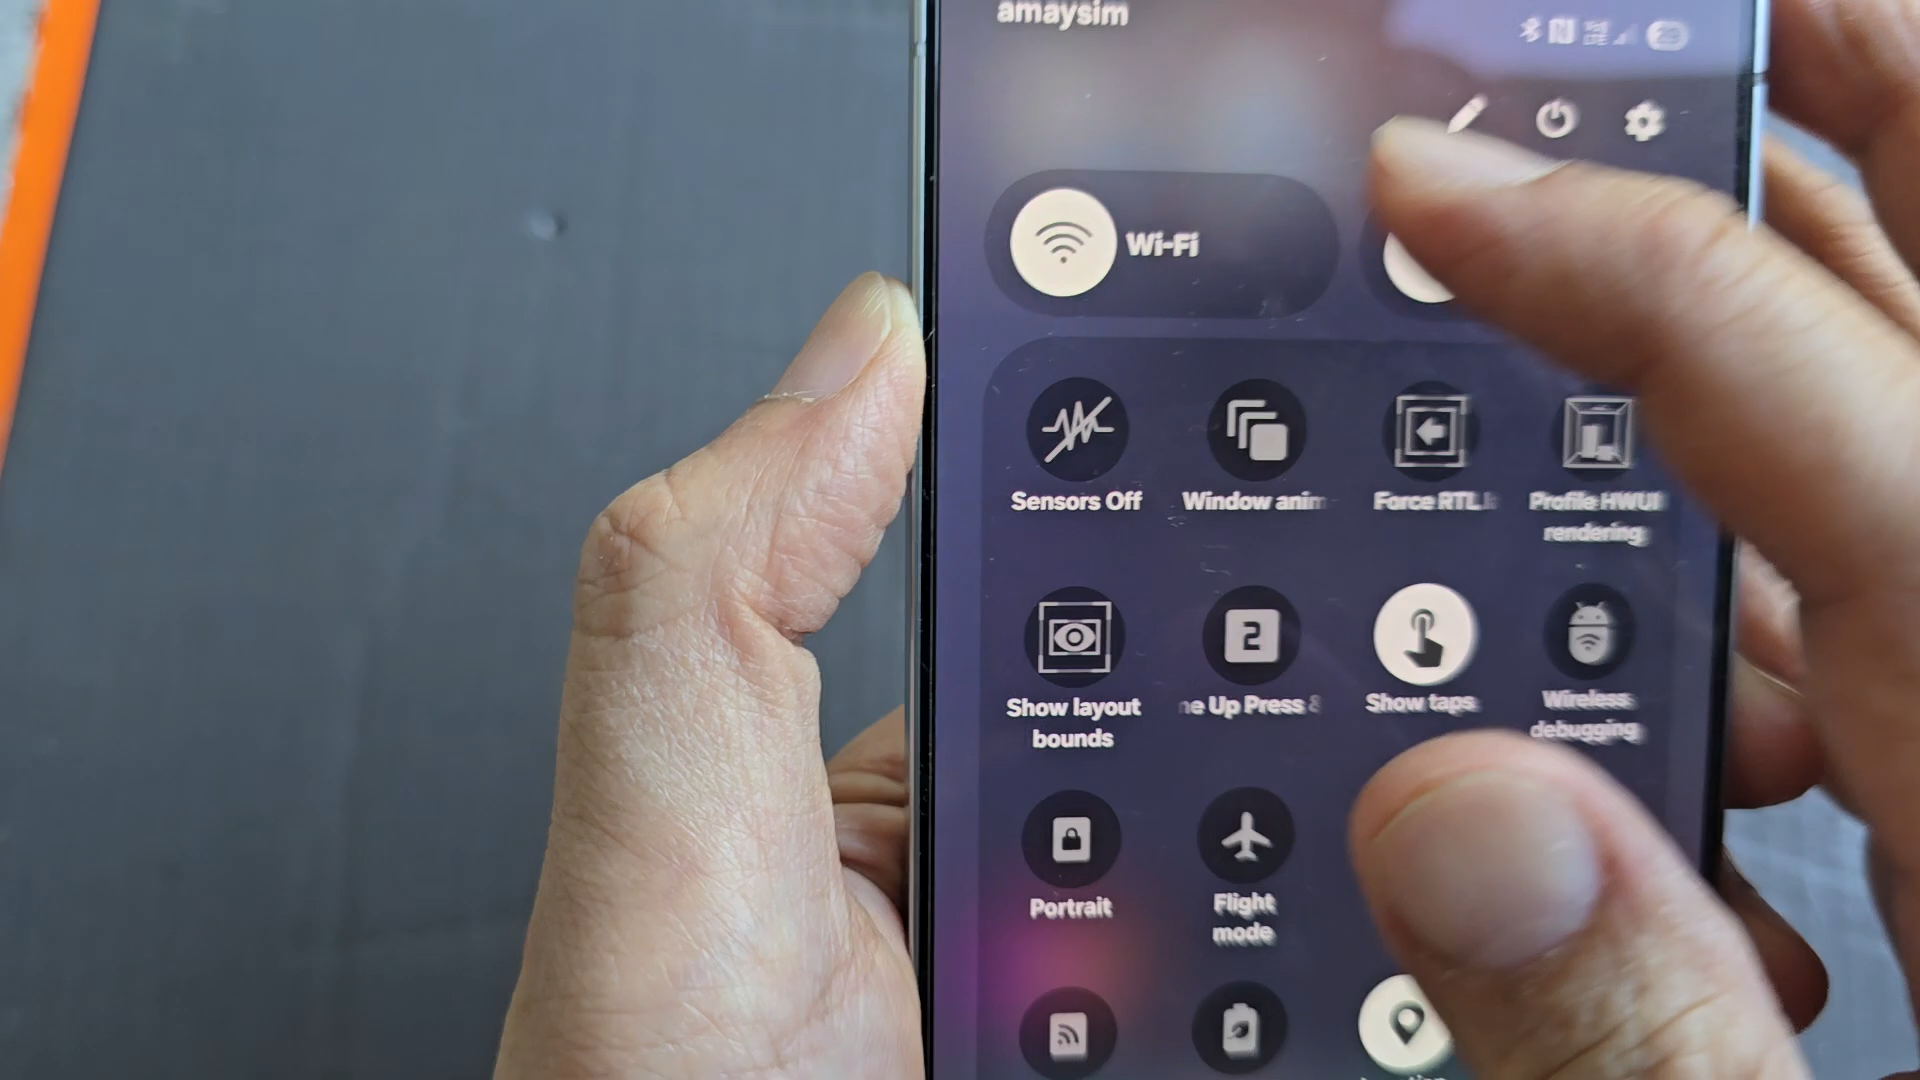 amaysim
Wi-Fi
Sensors Off
Window anim
Force RTL
Profile HWUI
rendering
Show layout
bounds
2
e Up Press &
Show taps
Wireless
debugging
Portrait
Flight
mode